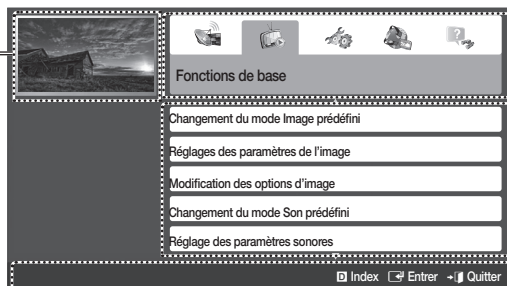 Fonctions de base
Changement du mode Image prédéfini
Réglages des paramètres de l'image
Modification des options d'image
Changement du mode Son prédéfini
Réglage des paramètres sonores
D Index Entrer Quitter